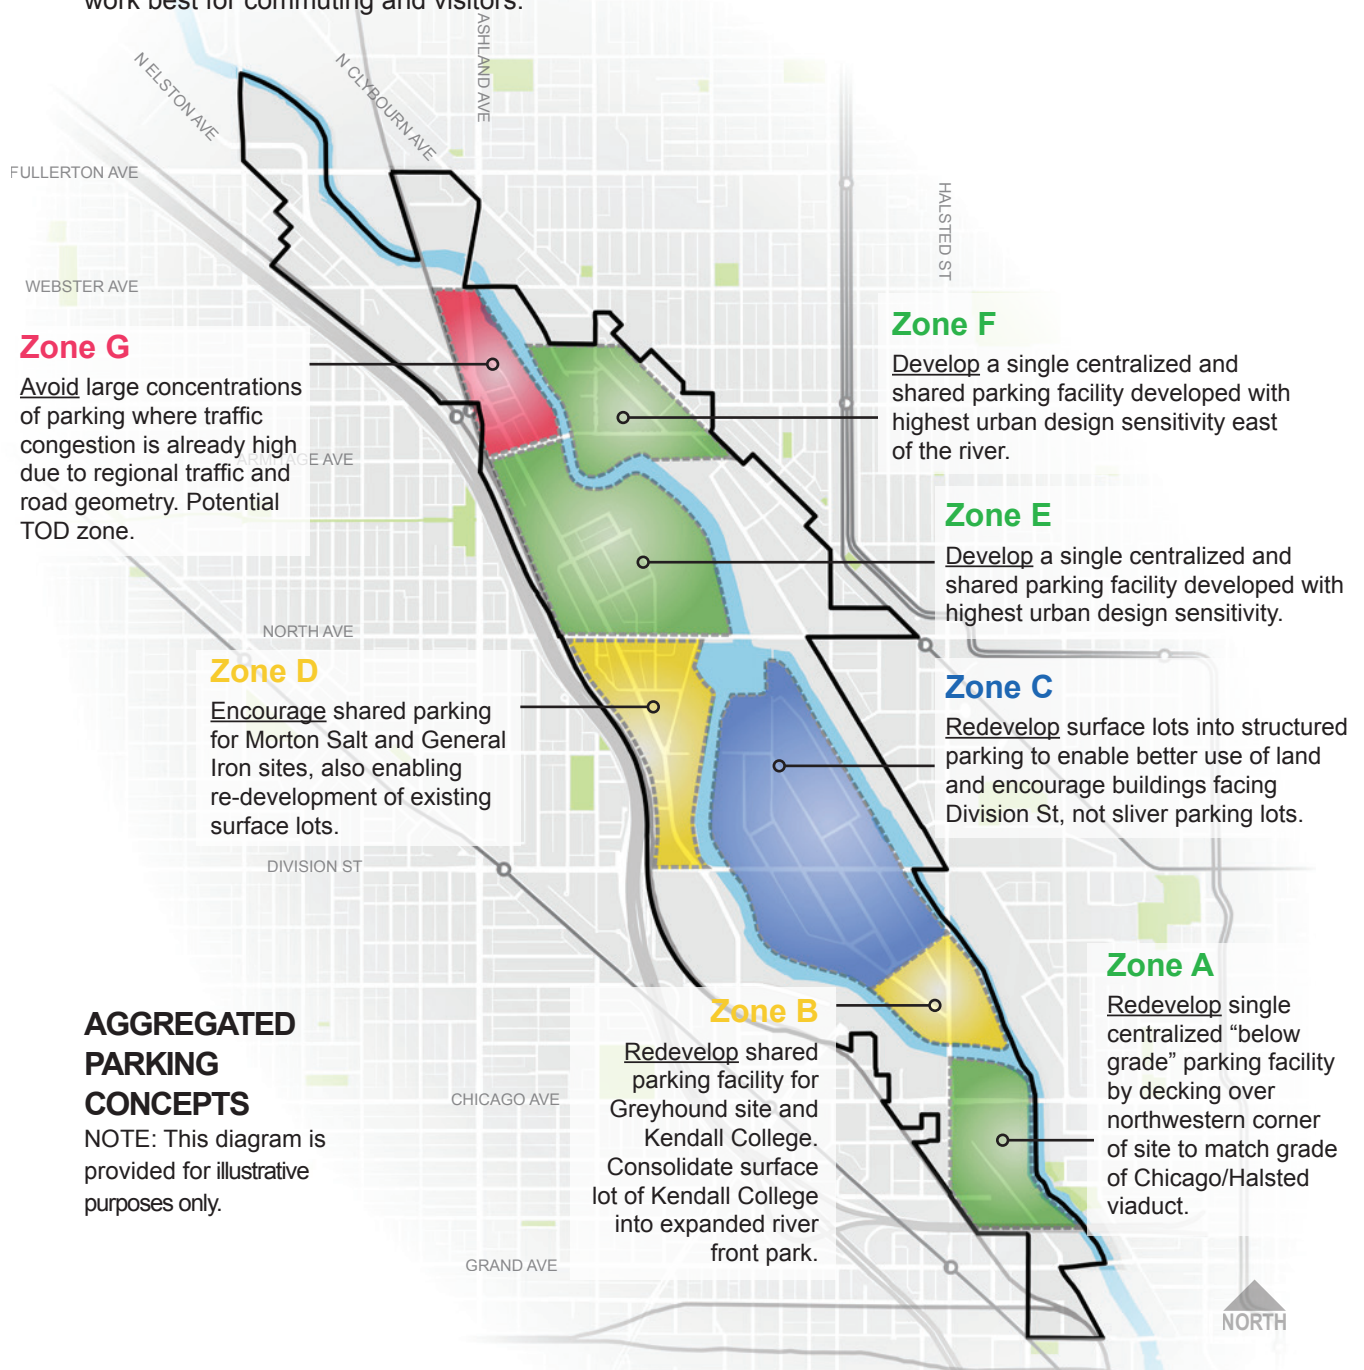 work best for commuting and visitors.
N ELSTON AVE
N CLYBOURN AVE
ASHLAND AVE
FULLERTON AVE
HALSTED ST
WEBSTER AVE
Zone G
Avoid large concentrations
of parking where traffic
congestion is already high
due to regional traffic and
road geometry. Potential
TOD zone.
ARMITAGE AVE
Zone F
Develop a single centralized and
shared parking facility developed with
highest urban design sensitivity east
of the river.
Zone E
Develop a single centralized and
shared parking facility developed with
highest urban design sensitivity.
NORTH AVE
Zone D
Encourage shared parking
for Morton Salt and General
Iron sites, also enabling
re-development of existing
surface lots.
Zone C
Redevelop surface lots into structured
parking to enable better use of land
and encourage buildings facing
Division St, not sliver parking lots.
DIVISION ST
Zone A
Redevelop single
centralized “below
grade” parking facility
by decking over
northwestern corner
of site to match grade
of Chicago/Halsted
viaduct.
Zone B
Redevelop shared
parking facility for
Greyhound site and
Kendall College.
Consolidate surface
lot of Kendall College
into expanded river
front park.
AGGREGATED
PARKING
CONCEPTS
NOTE: This diagram is
provided for illustrative
purposes only.
CHICAGO AVE
GRAND AVE
NORTH